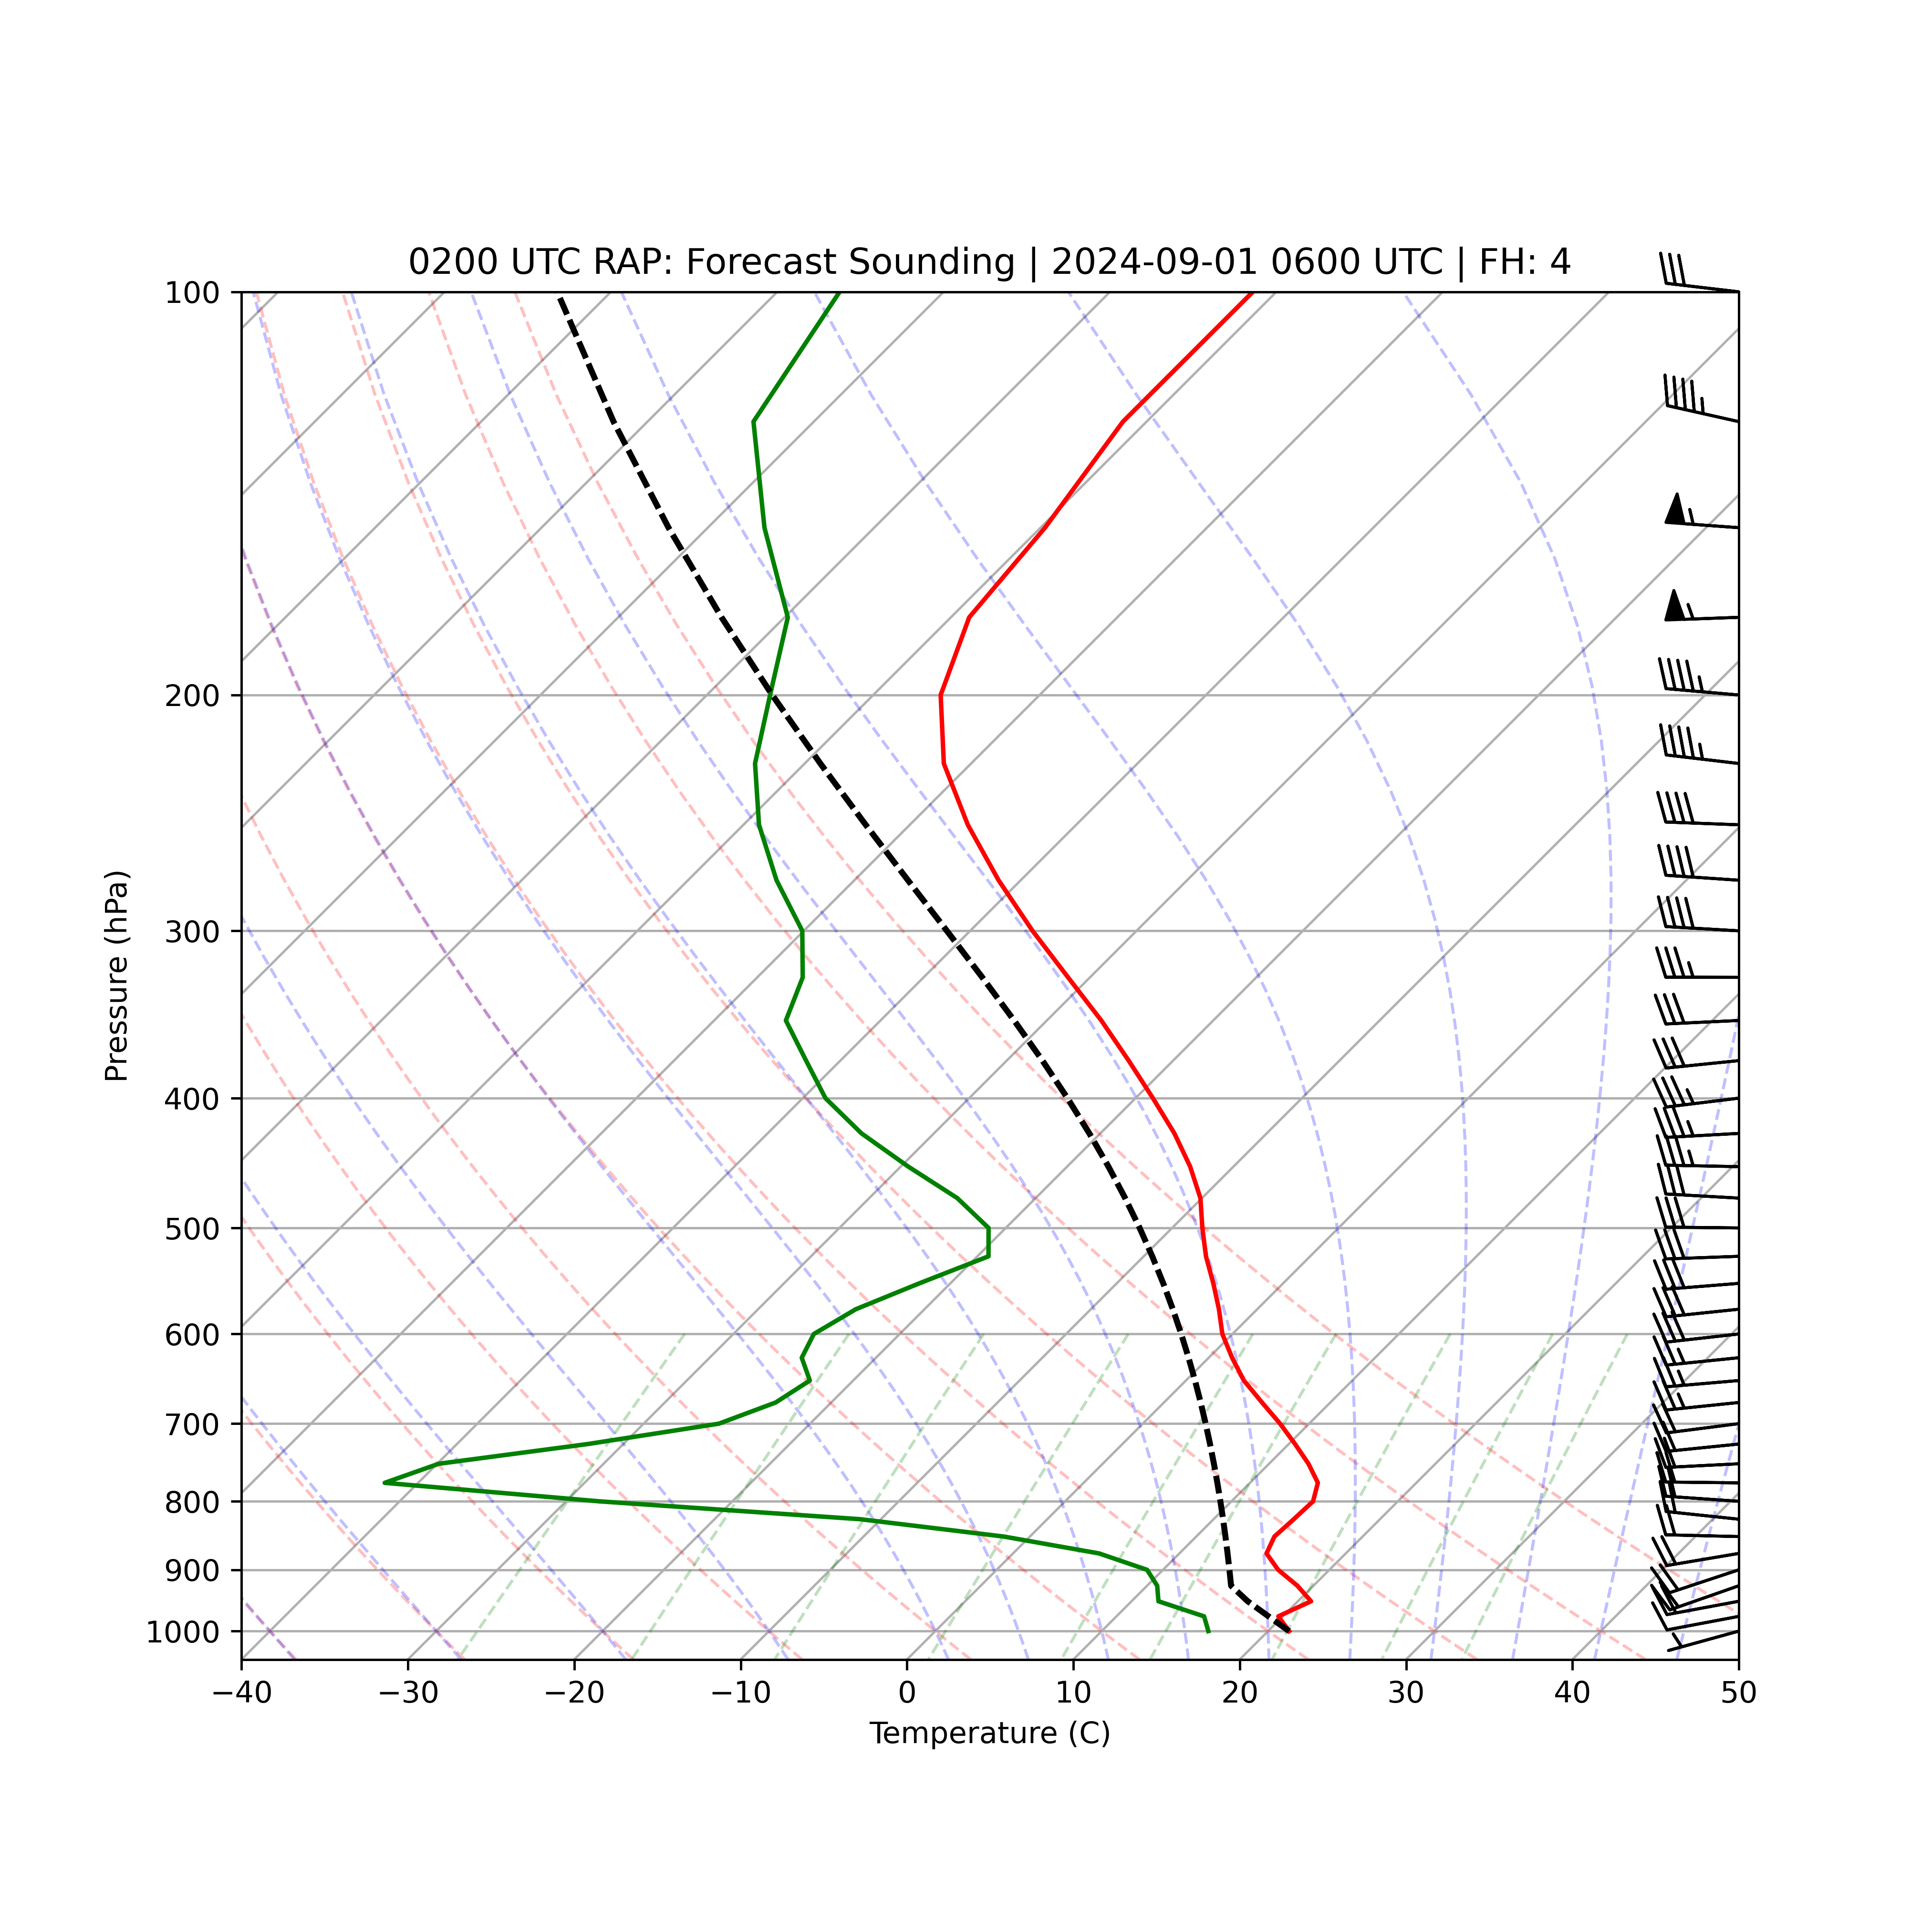 0200 UTC RAP: Forecast Sounding | 2024-09-01 0600 UTC | FH: 4
100
200
300
400
500
600
700
800
900
1000
Pressure (hPa)
−40 −30 −20 −10 0 10 20 30 40 50
Temperature (C)